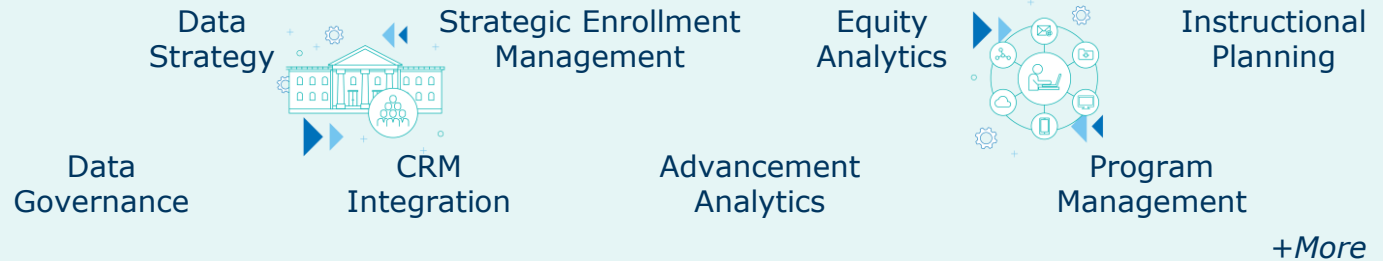 Data
Strategy
Strategic Enrollment
Management
Equity
Analytics
Instructional
Planning
Data
Governance
CRM
Integration
Advancement
Analytics
Program
Management
+More